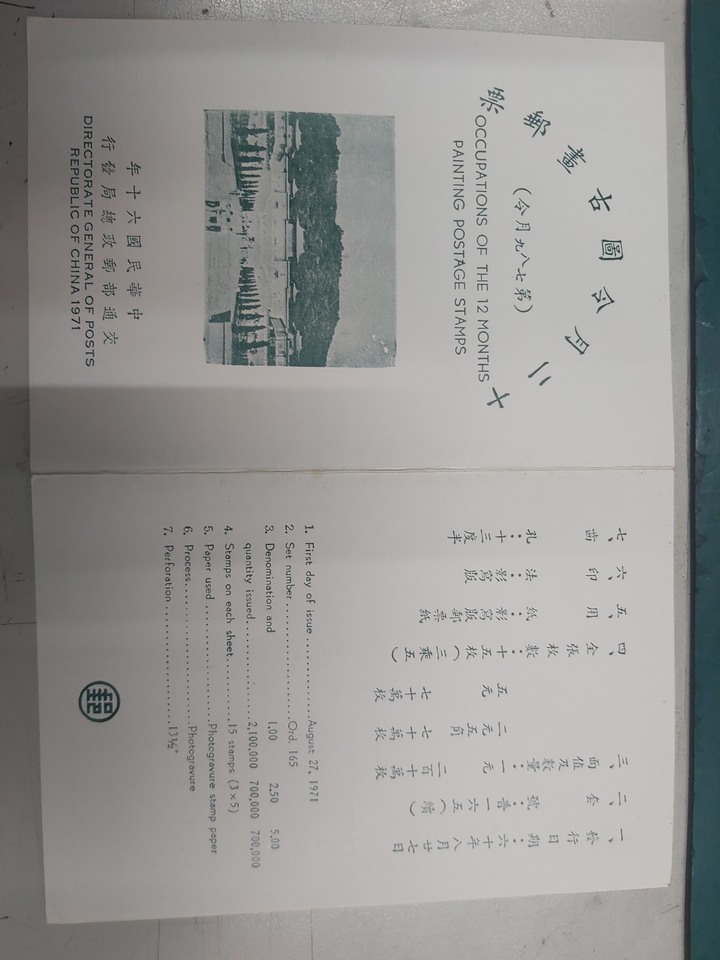 十二月令圖古畫郵票
OCCUPATIONS OF THE 12 MONTHS
PAINTING POSTAGE STAMPS
(第七八九月令)
中華民國六十年
交通部郵政總局發行
DIRECTORATE GENERAL OF POSTS
REPUBLIC OF CHINA 1971
一、發行日期：六十年八月廿七日
二、套號：專一六五(續)
三、面值及數量：一元 二百十萬枚
二元五角 七十萬枚
五元 七十萬枚
四、全張枚數：十五枚(三乘五)
五、用紙：影寫版郵票紙
六、印法：影寫版
七、齒孔：十三度半
1. First day of issue..................August 27, 1971
2. Set number.........................Ord. 165
3. Denomination and 1.00 2.50 5.00
quantity issued....................2,100,000 700,000 700,000
4. Stamps on each sheet............15 stamps (3×5)
5. Paper used.........................Photogravure stamp paper
6. Process..............................Photogravure
7. Perforation........................13½°